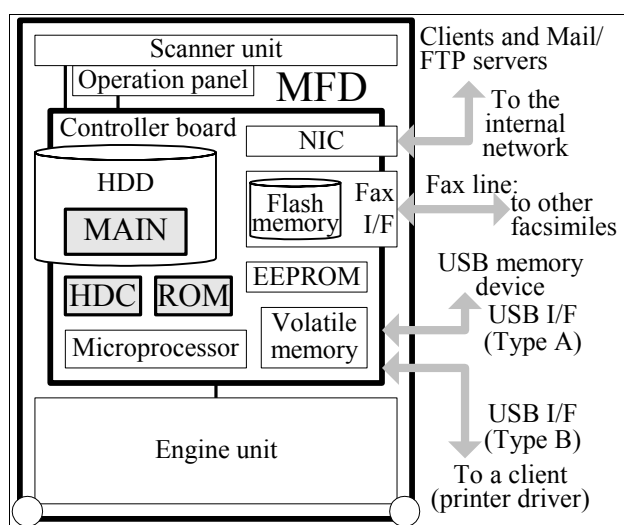 Scanner unit
Operation panel
MFD
Controller board
NIC
HDD
MAIN
Flash
memory
Fax
I/F
HDC
ROM
EEPROM
Microprocessor
Volatile
memory
Engine unit
Clients and Mail/
FTP servers
To the
internal
network
Fax line:
to other
facsimiles
USB memory
device
USB I/F
(Type A)
USB I/F
(Type B)
To a client
(printer driver)